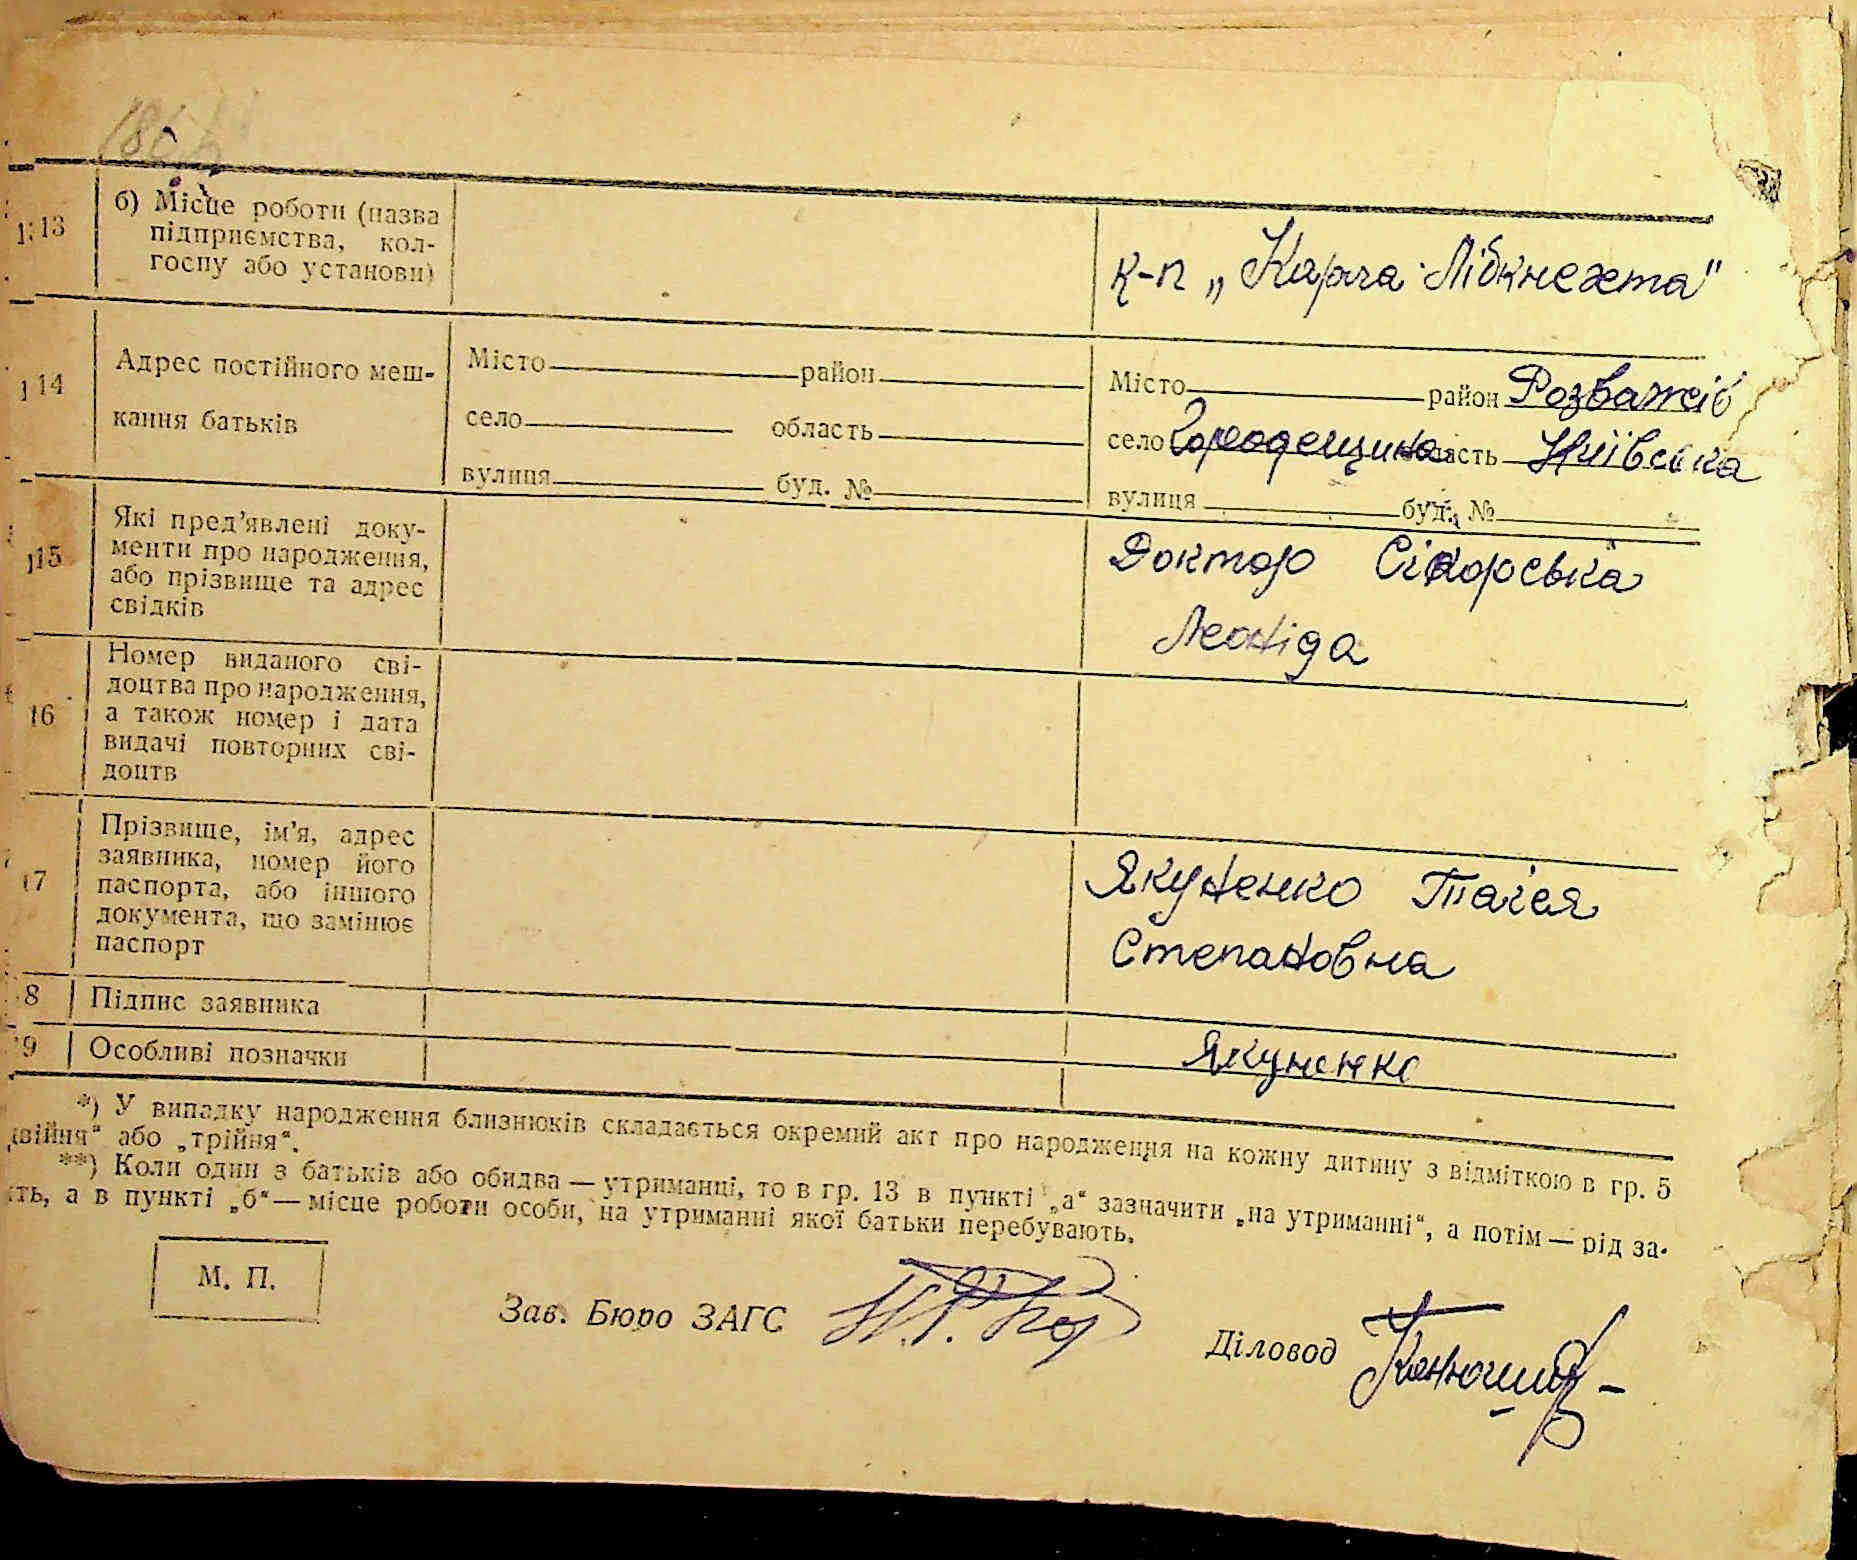 13
б) Місце роботи (назва
підприємства, кол-
госпу або установи)
к-п „Карла Лібкнехта"
14
Адрес постійного меш-
кання батьків
Місто район
село область
вулиця буд. №
Місто район Розважів
село Городещина область Київська
вулиця буд. №
15
Які пред'явлені доку-
менти про народження,
або прізвище та адрес
свідків
Доктор Сікорська
Леоніда
16
Номер виданого сві-
доцтва про народження,
а також номер і дата
видачі повторних сві-
доцтв
17
Прізвище, ім'я, адрес
заявника, номер його
паспорта, або іншого
документа, що замінює
паспорт
Якуненко Таїся
Степановна
8
Підпис заявника
9
Особливі позначки
Якуненко
*) У випадку народження близнюків складається окремий акт про народження на кожну дитину з відміткою в гр. 5
двійня" або „трійня".
**) Коли один з батьків або обидва — утриманці, то в гр. 13 в пункті „а" зазначити „на утриманні", а потім — рід за-
ть, а в пункті „б" — місце роботи особи, на утриманні якої батьки перебувають.
М. П.
Зав. Бюро ЗАГС
Діловод